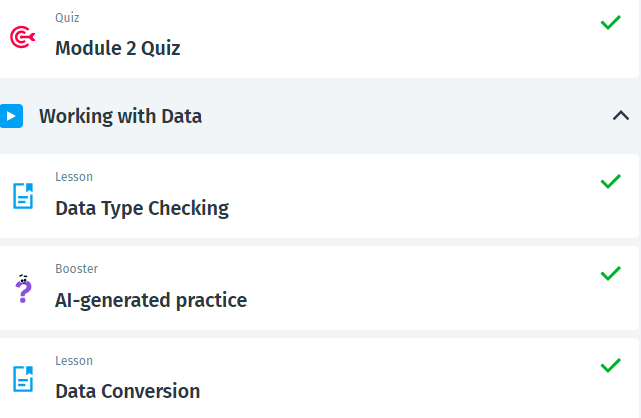 Quiz
Module 2 Quiz
Working with Data
Lesson
Data Type Checking
Booster
AI-generated practice
Lesson
Data Conversion